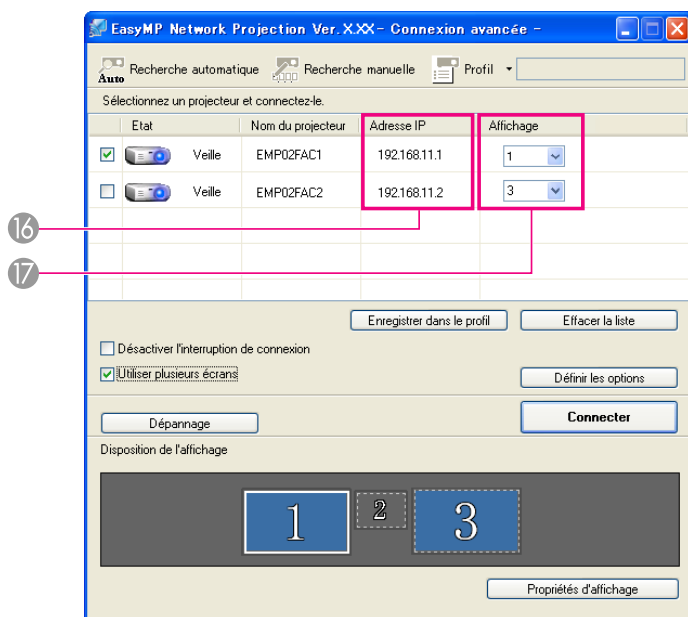 EasyMP Network Projection Ver.X.XX - Connexion avancée -
Auto Recherche automatique Recherche manuelle Profil
Sélectionnez un projecteur et connectez-le.
Etat Nom du projecteur Adresse IP Affichage
Veille EMP02FAC1 192.168.11.1 1
Veille EMP02FAC2 192.168.11.2 3
16
17
Enregistrer dans le profil Effacer la liste
Désactiver l'interruption de connexion
Utiliser plusieurs écrans Définir les options
Dépannage Connecter
Disposition de l'affichage
1 2 3
Propriétés d'affichage